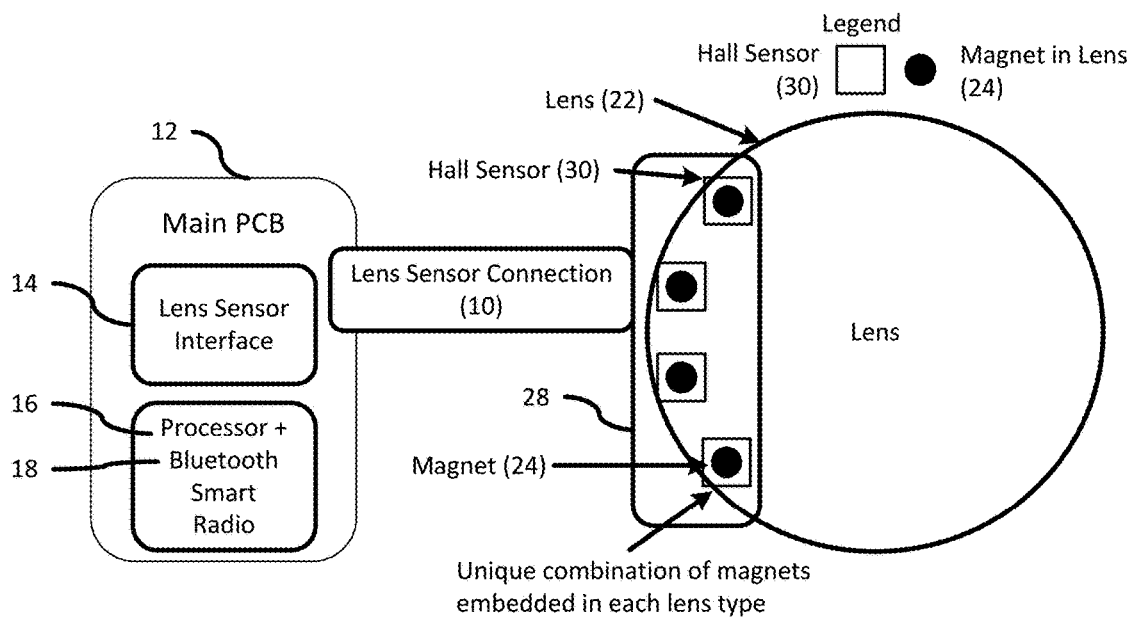 Legend
Hall Sensor
(30)
Magnet in Lens
(24)
Lens (22)
12
Hall Sensor (30)
Main PCB
14
Lens Sensor
Interface
Lens Sensor Connection
(10)
Lens
16
18
Processor +
Bluetooth
Smart
Radio
28
Magnet (24)
Unique combination of magnets
embedded in each lens type